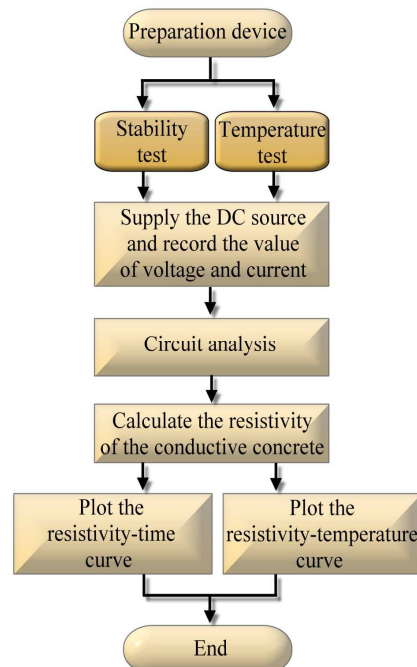 Preparation device
Stability
test
Temperature
test
Supply the DC source
and record the value
of voltage and current
Circuit analysis
Calculate the resistivity
of the conductive concrete
Plot the
resistivity-time
curve
Plot the
resistivity-temperature
curve
End